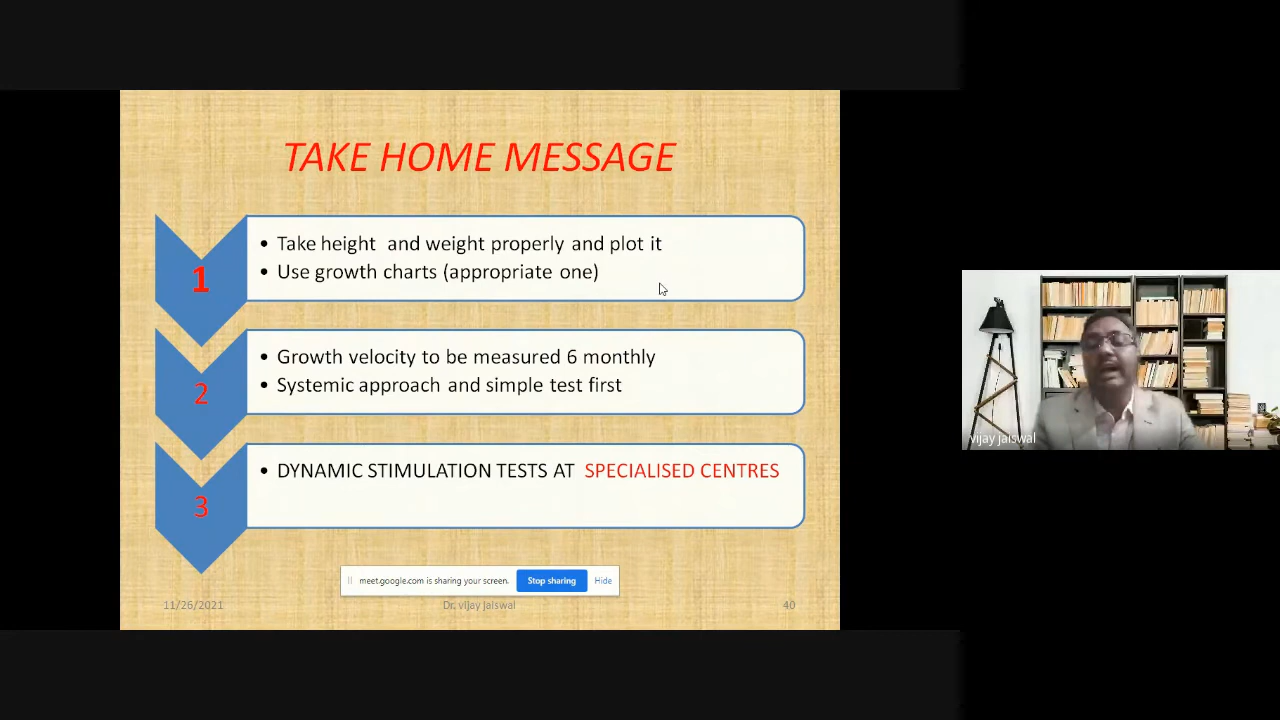 TAKE HOME MESSAGE
1
• Take height and weight properly and plot it
• Use growth charts (appropriate one)
2
• Growth velocity to be measured 6 monthly
• Systemic approach and simple test first
3
• DYNAMIC STIMULATION TESTS AT SPECIALISED CENTRES
meet.google.com is sharing your screen. Stop sharing Hide
11/26/2021 Dr. vijay jaiswal 40
vijay jaiswal